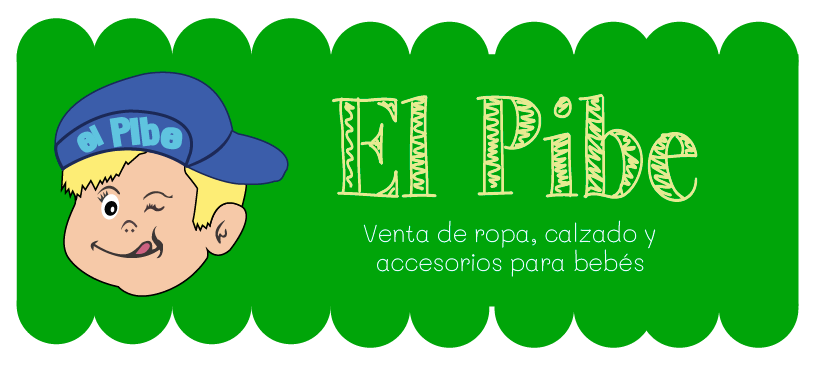 el Pibe
El Pibe
Venta de ropa, calzado y
accesorios para bebés